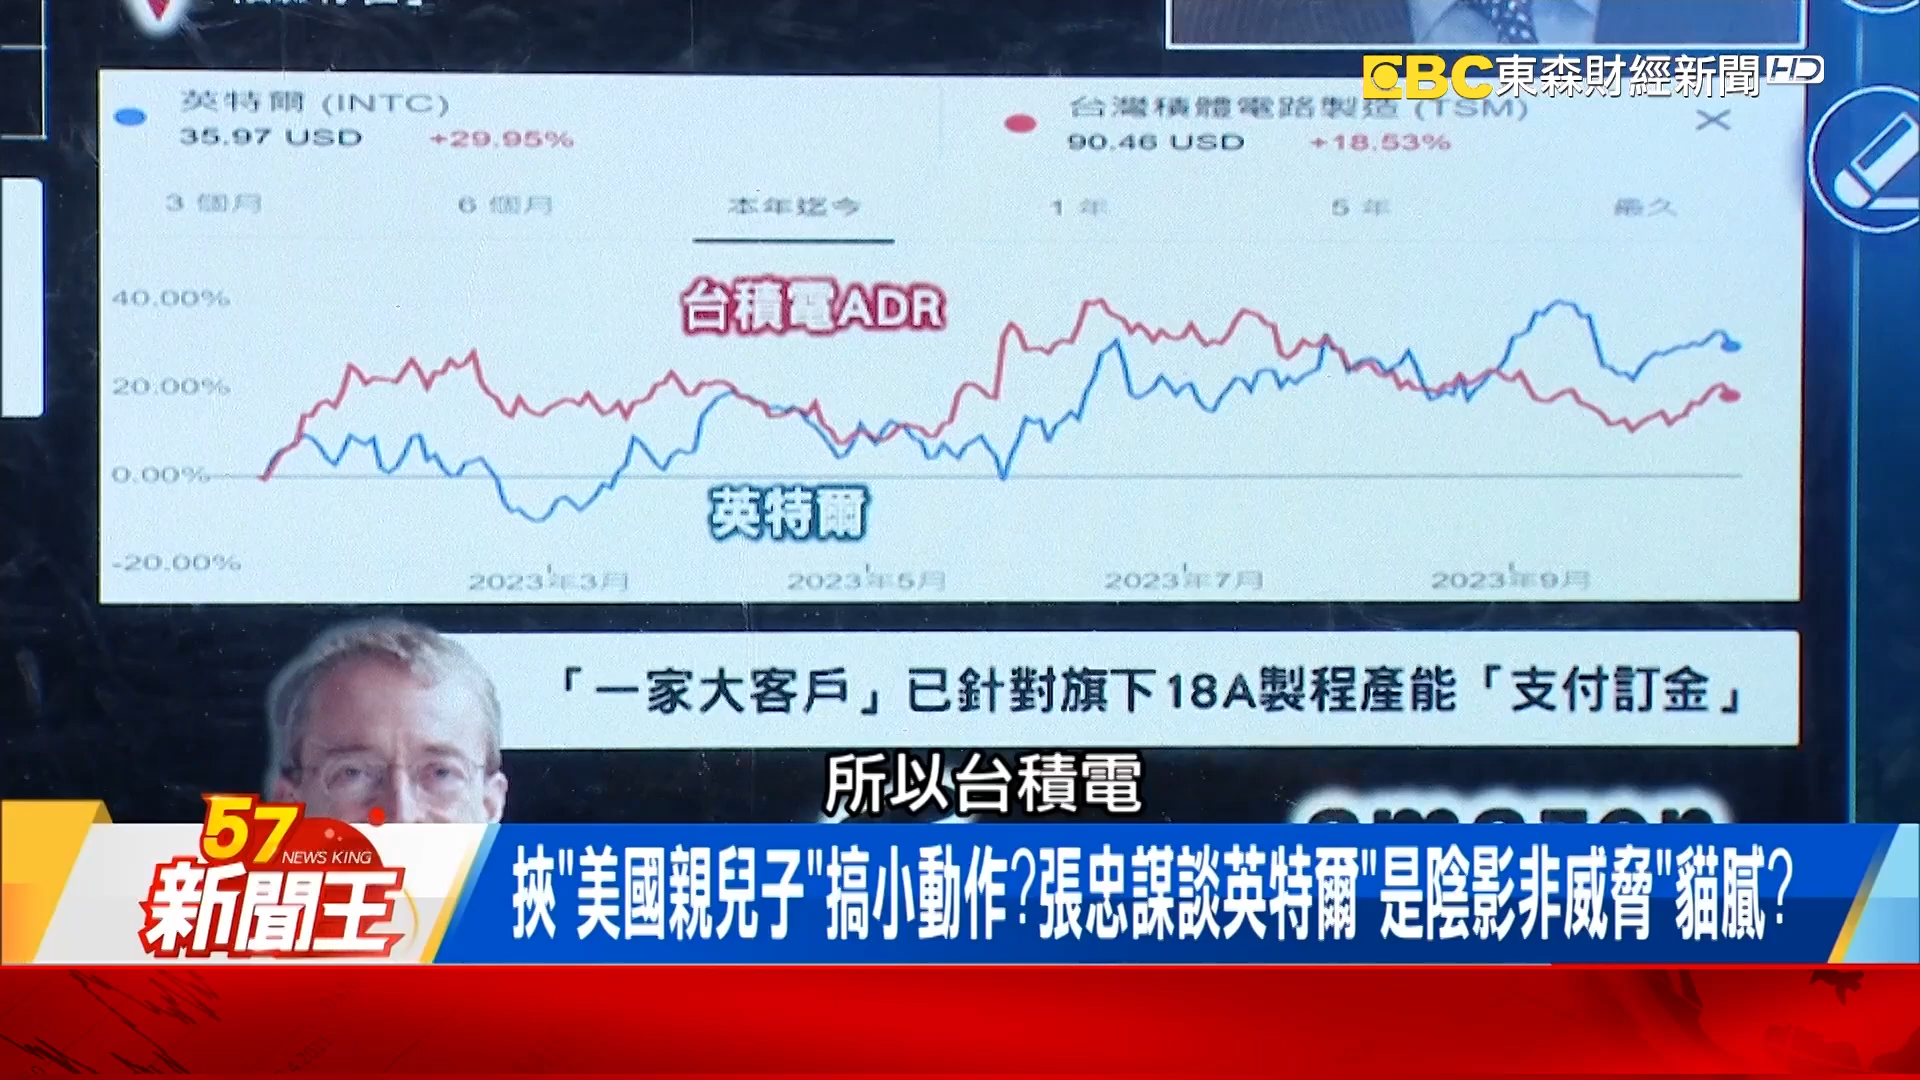 EBC 東森財經新聞 HD
英特爾 (INTC)
35.97 USD +29.95%
台灣積體電路製造 (TSM)
90.46 USD +18.53%
3 個月 6 個月 本年迄今 1 年 5 年 最久
40.00%
台積電ADR
20.00%
0.00%
英特爾
-20.00%
2023年3月 2023年5月 2023年7月 2023年9月
「一家大客戶」已針對旗下18A製程產能「支付訂金」
所以台積電
57
NEWS KING
新聞王
挾"美國親兒子"搞小動作?張忠謀談英特爾"是陰影非威脅"貓膩?